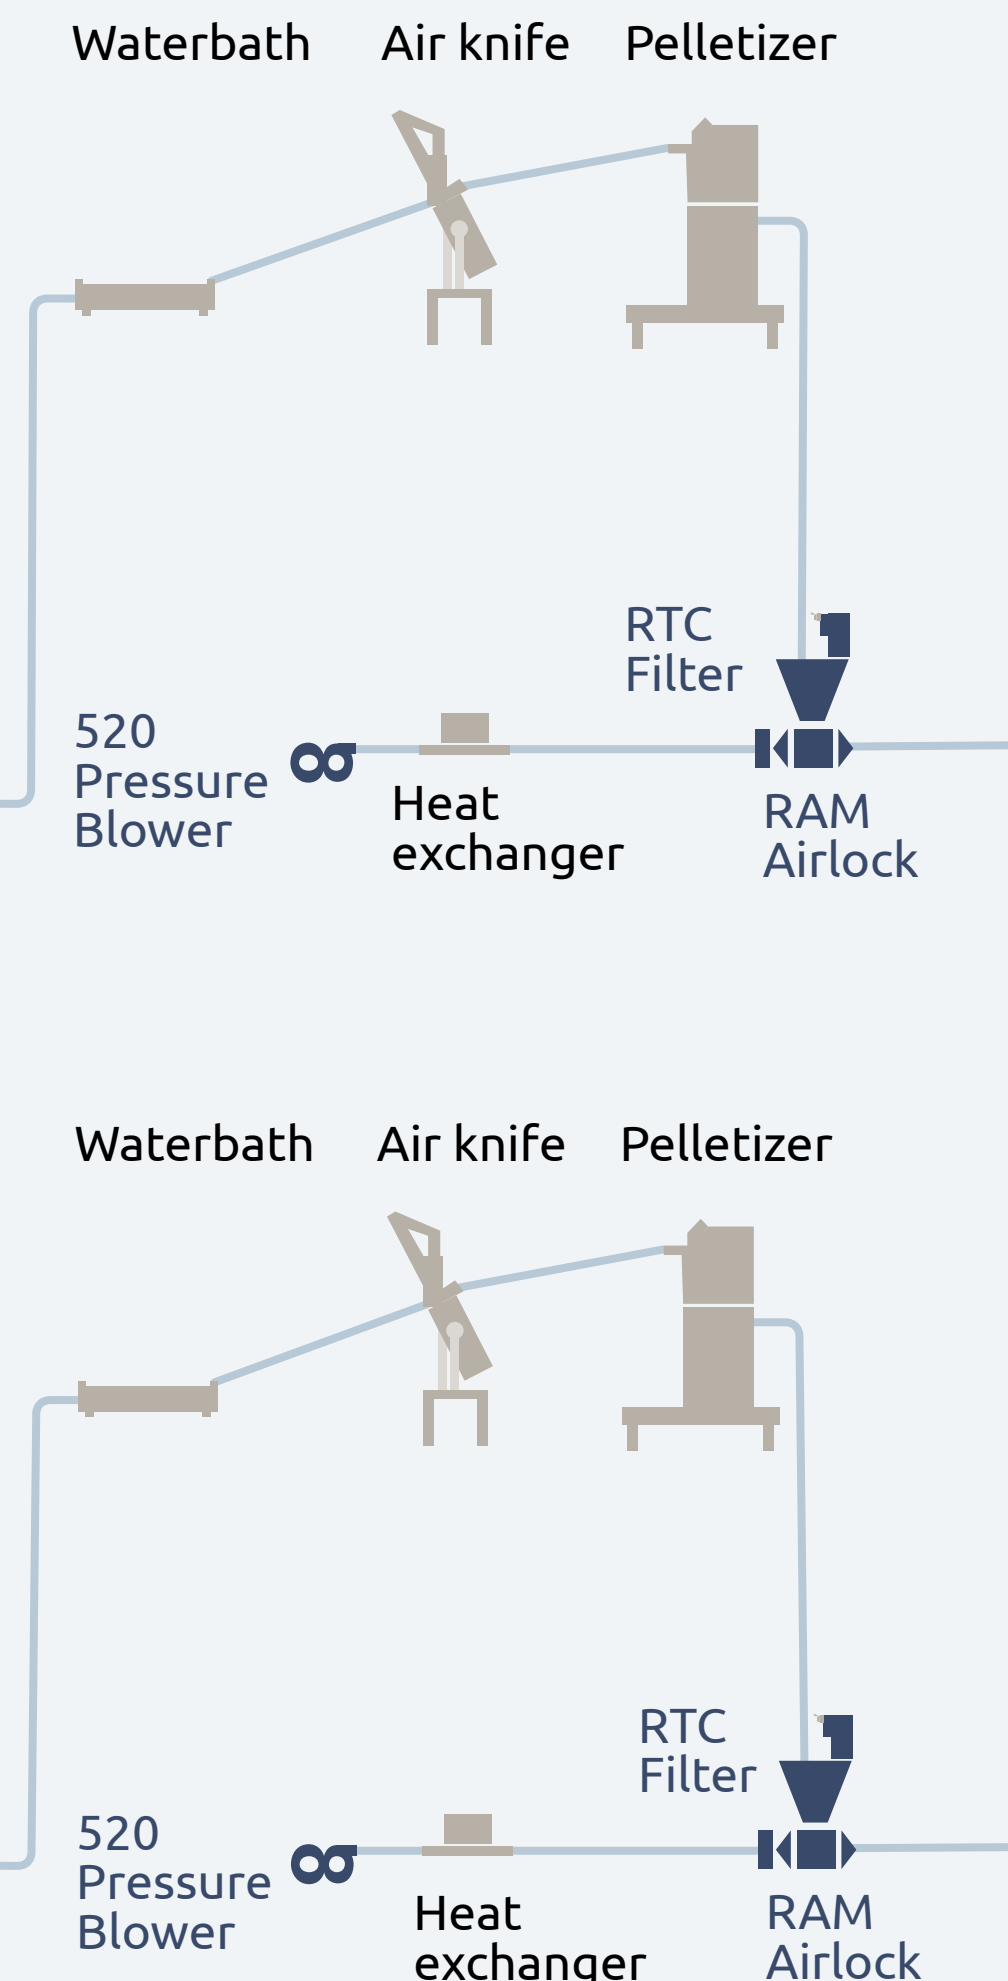 Waterbath Air knife Pelletizer
RTC
Filter
520
Pressure
Blower
Heat
exchanger
RAM
Airlock
Waterbath Air knife Pelletizer
RTC
Filter
520
Pressure
Blower
Heat
exchanger
RAM
Airlock